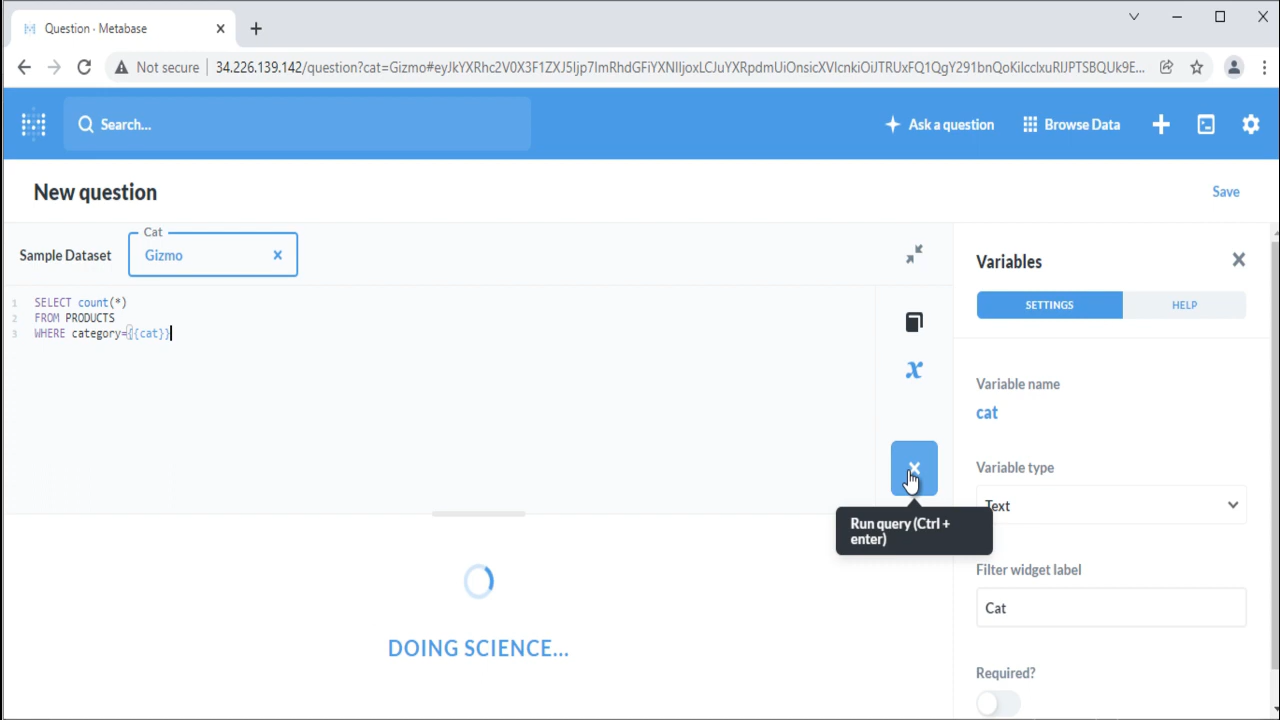 Question · Metabase
Not secure
34.226.139.142/question?cat=Gizmo#eyJkYXRhc2V0X3F1ZXJ5Ijp7ImRhdGFiYXNlIjoxLCJuYXRpdmUiOnsicXVlcnkiOiJTRUxFQ1QgY291bnQoKilcclxuRlJPTSBQUk9E...
Search...
Ask a question
Browse Data
New question
Save
Cat
Sample Dataset
Gizmo
Variables
SETTINGS
HELP
1 SELECT count(*)
2 FROM PRODUCTS
3 WHERE category={{cat}}
x
Variable name
cat
Variable type
Text
Run query (Ctrl +
enter)
Filter widget label
Cat
DOING SCIENCE...
Required?